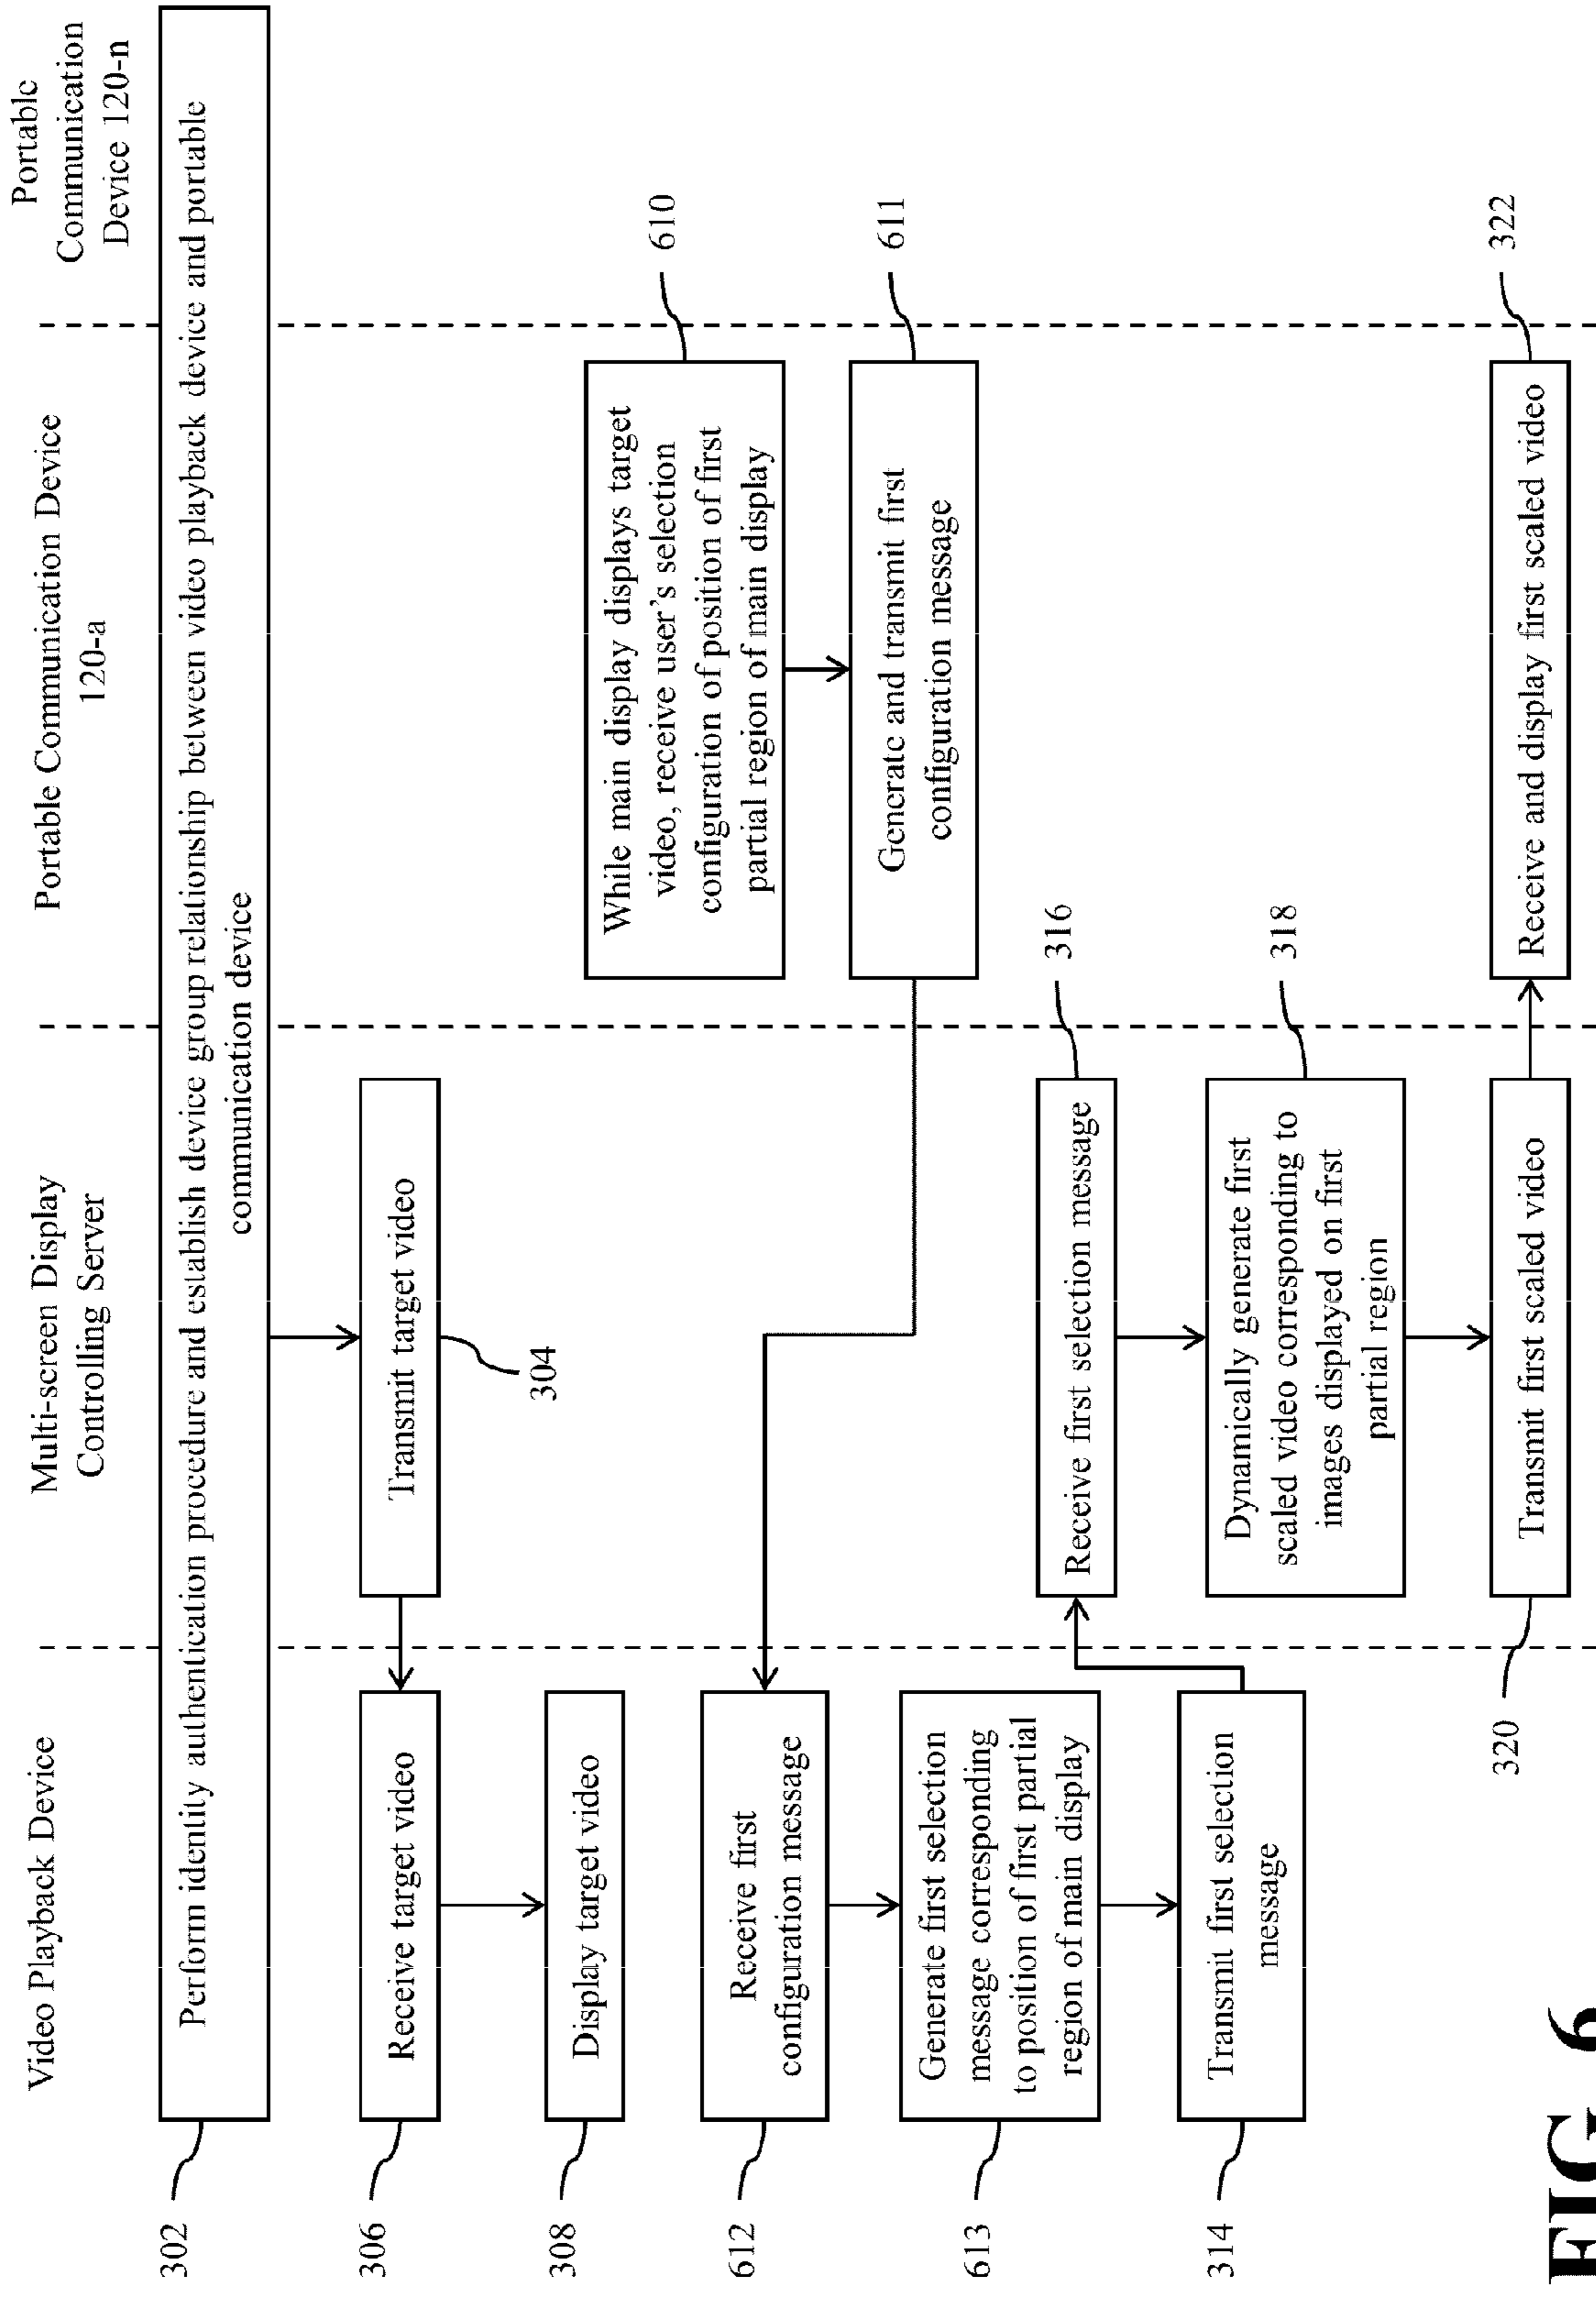 Video Playback Device
Multi-screen Display
Controlling Server
Portable Communication Device
120-a
Portable
Communication
Device 120-n
302
Perform identity authentication procedure and establish device group relationship between video playback device and portable
communication device
Transmit target video
304
306
Receive target video
308
Display target video
While main display displays target
video, receive user's selection
configuration of position of first
partial region of main display
610
Generate and transmit first
configuration message
611
612
Receive first
configuration message
613
Generate first selection
message corresponding
to position of first partial
region of main display
314
Transmit first selection
message
Receive first selection message
316
Dynamically generate first
scaled video corresponding to
images displayed on first
partial region
318
320
Transmit first scaled video
Receive and display first scaled video
322
FIG. 6